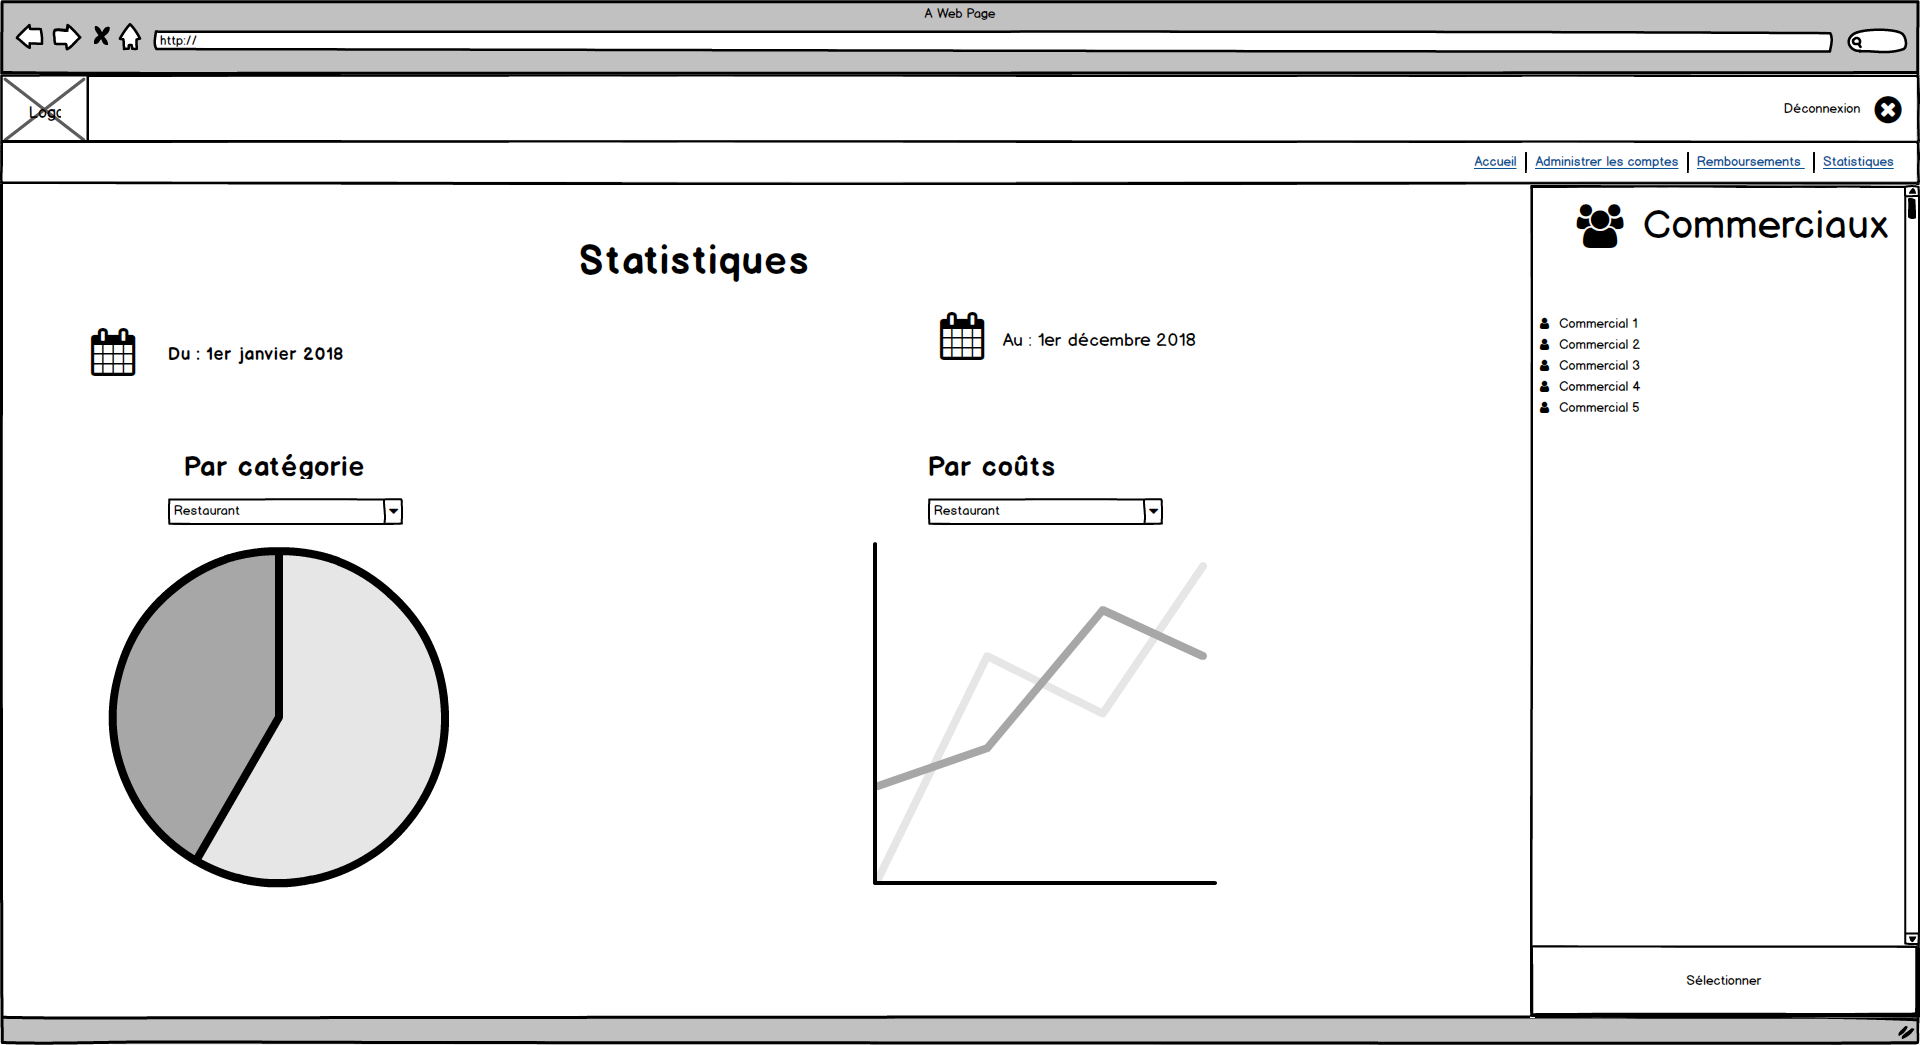 A Web Page
http://
Logo
Déconnexion
Accueil
Administrer les comptes
Remboursements
Statistiques
Commerciaux
Statistiques
Du : 1er janvier 2018
Au : 1er décembre 2018
Commercial 1
Commercial 2
Commercial 3
Commercial 4
Commercial 5
Par catégorie
Par coûts
Restaurant
Restaurant
Sélectionner